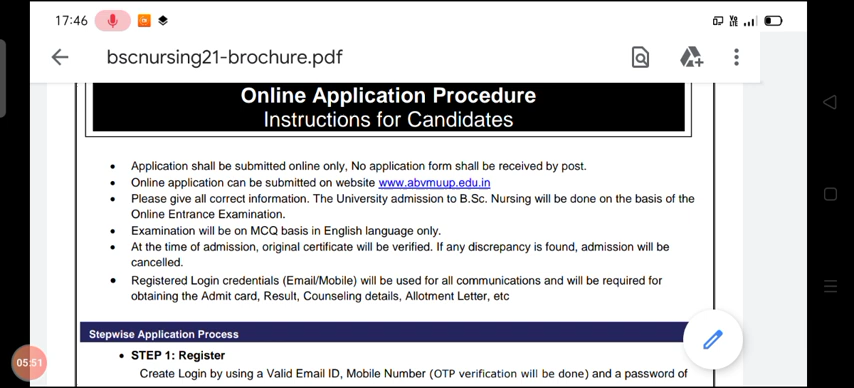 17:46
bscnursing21-brochure.pdf
Online Application Procedure
Instructions for Candidates
• Application shall be submitted online only, No application form shall be received by post.
• Online application can be submitted on website www.abvmuup.edu.in
• Please give all correct information. The University admission to B.Sc. Nursing will be done on the basis of the
Online Entrance Examination.
• Examination will be on MCQ basis in English language only.
• At the time of admission, original certificate will be verified. If any discrepancy is found, admission will be
cancelled.
• Registered Login credentials (Email/Mobile) will be used for all communications and will be required for
obtaining the Admit card, Result, Counseling details, Allotment Letter, etc
Stepwise Application Process
• STEP 1: Register
05:51
Create Login by using a Valid Email ID, Mobile Number (OTP verification will be done) and a password of